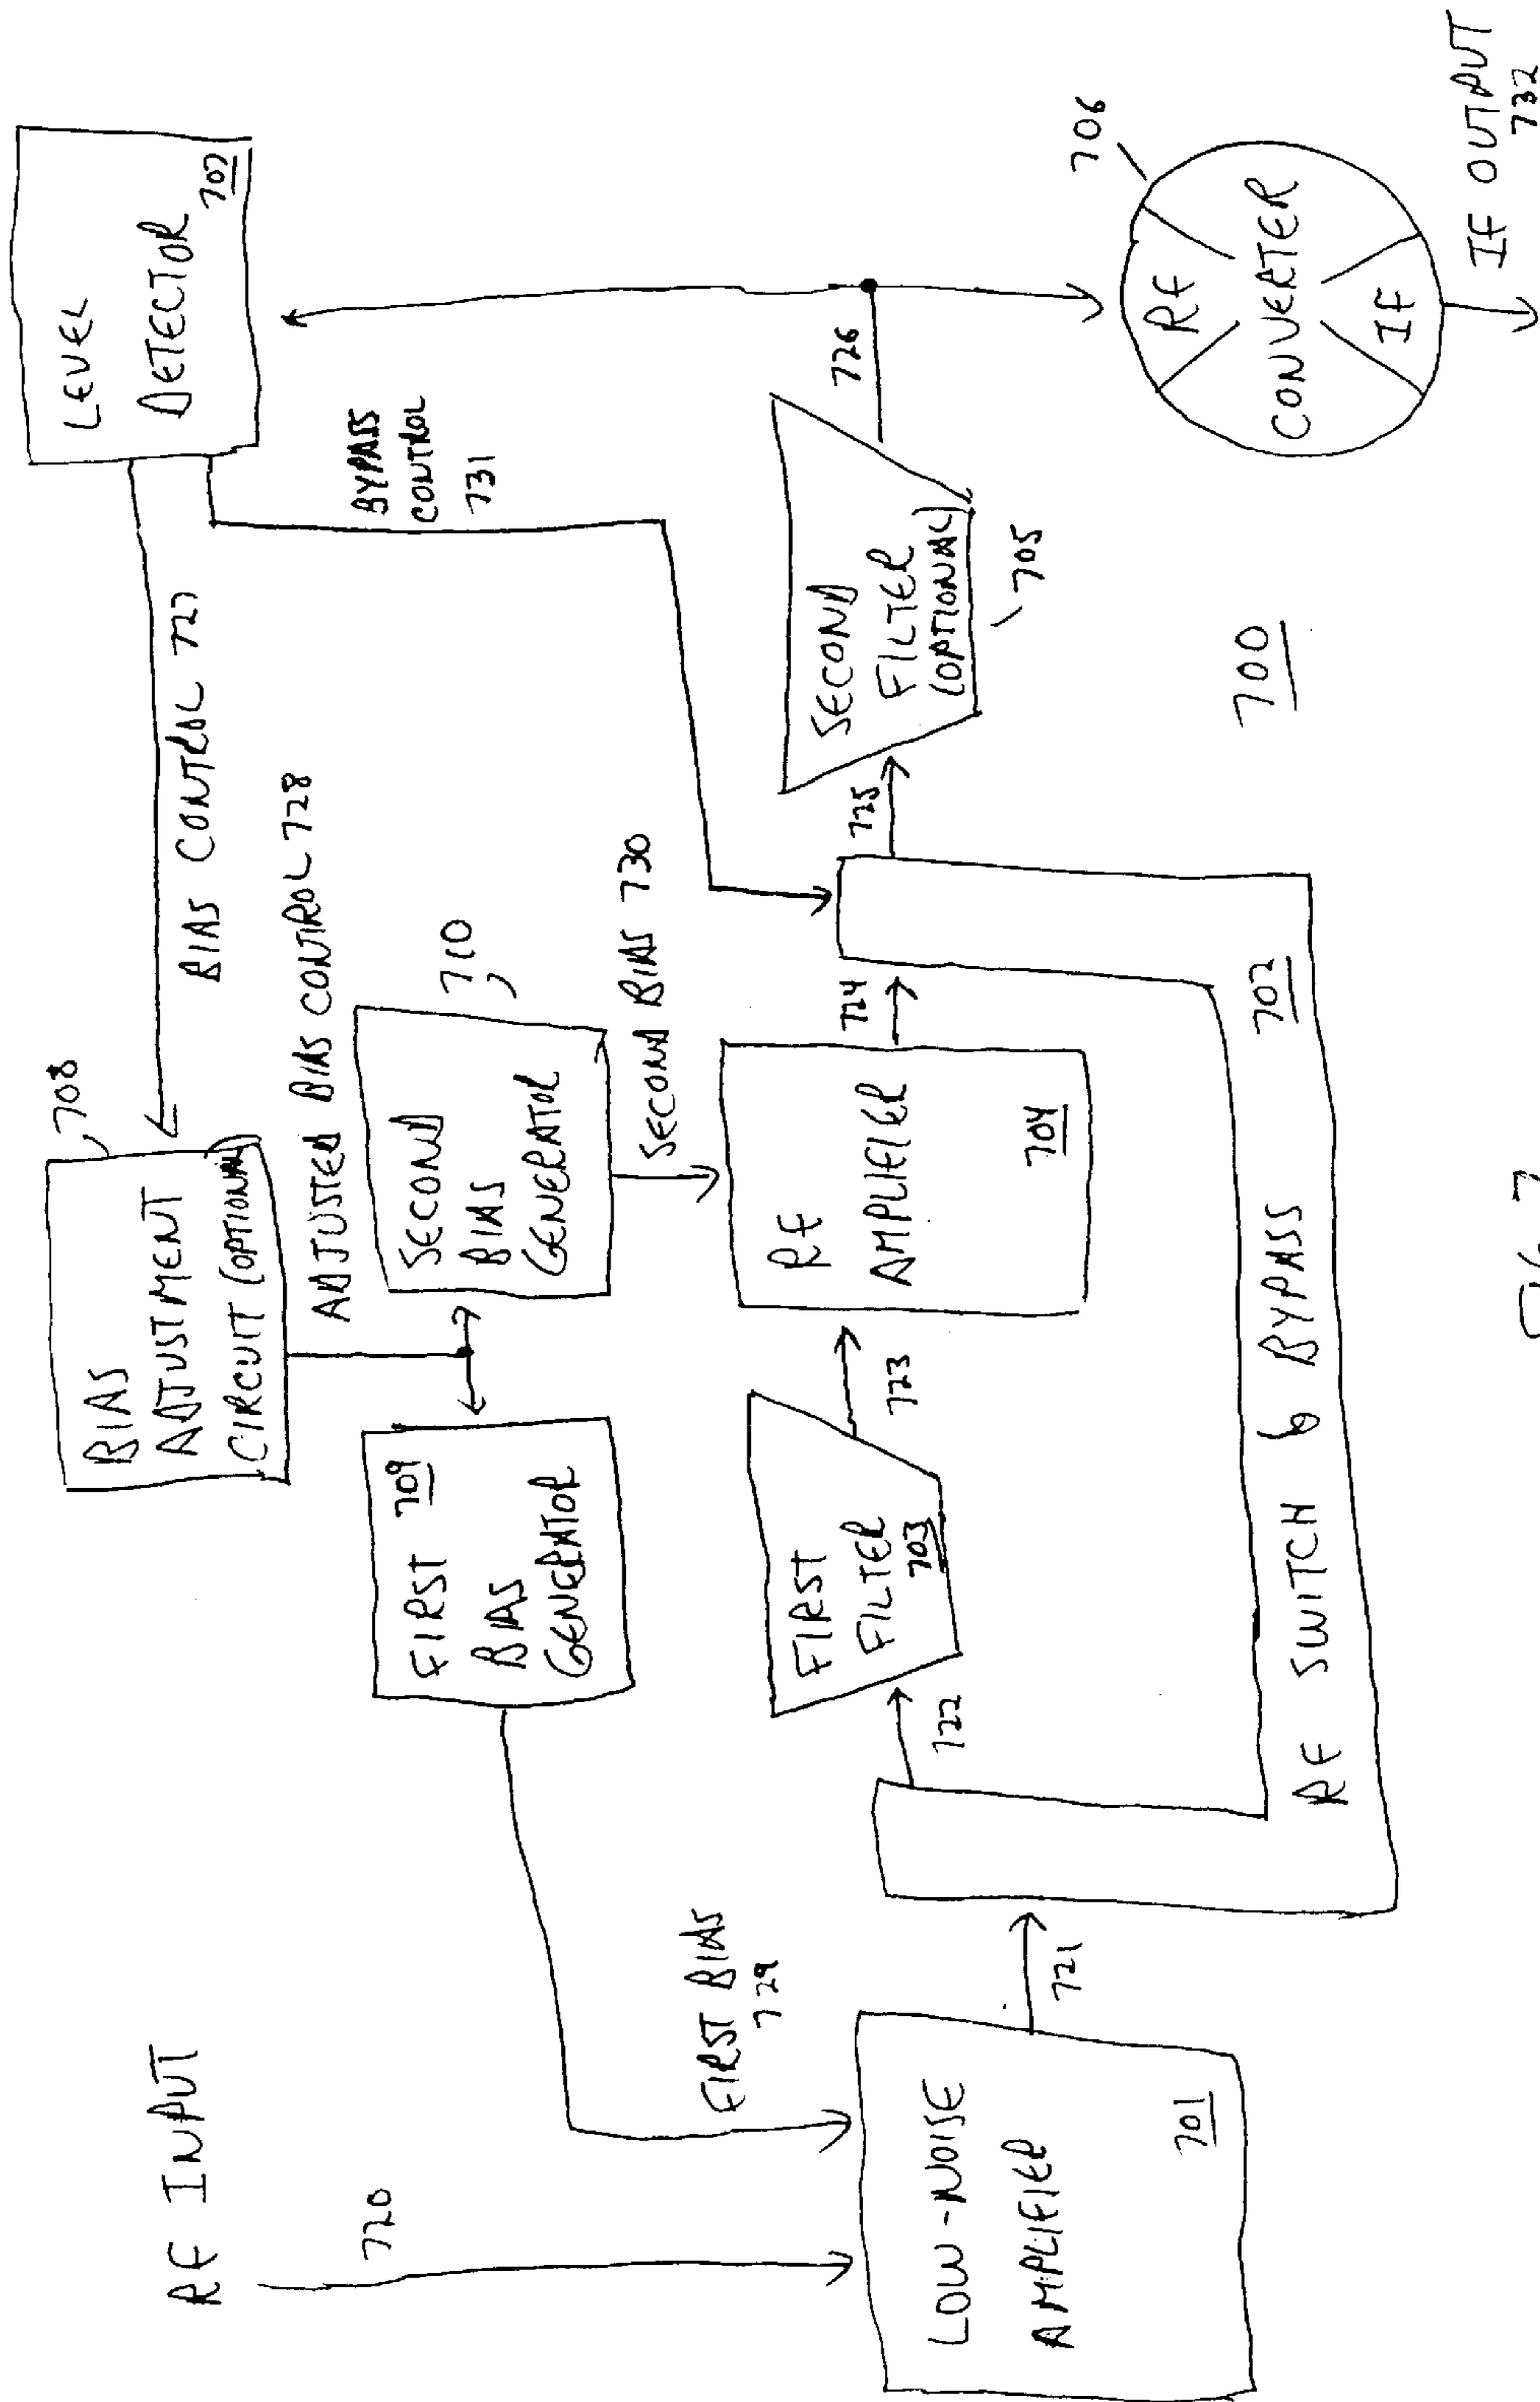 RF INPUT
720
LOW-NOISE
AMPLIFIER
701
FIRST BIAS
729
721
BIAS
ADJUSTMENT
CIRCUIT (OPTIONAL)
708
BIAS CONTROL 727
LEVEL
DETECTOR
707
ADJUSTED BIAS CONTROL 728
FIRST 709
BIAS
GENERATOR
SECOND
BIAS
GENERATOR
710
SECOND BIAS 730
BYPASS
CONTROL
731
722
FIRST
FILTER
703
723
RF
AMPLIFIER
704
724
725
SECOND
FILTER
(OPTIONAL)
705
726
RF
CONVERTER
IF
706
IF OUTPUT
732
RF SWITCH & BYPASS
702
700